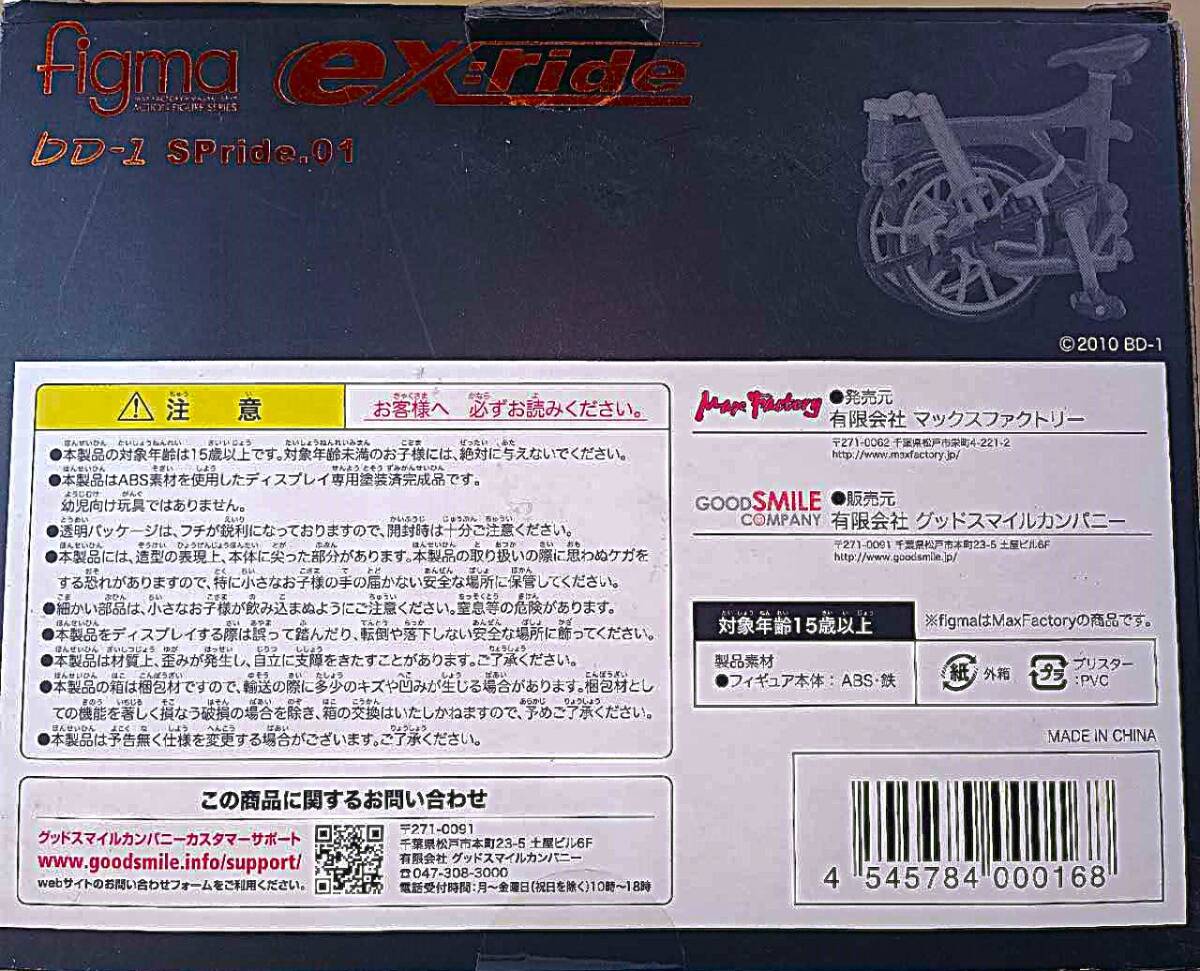 figma ex:ride
ACTION FIGURE SERIES
BD-1 SPride.01
©2010 BD-1
注意
ちゅう い
お客様へ 必ずお読みください。
●本製品の対象年齢は15歳以上です。対象年齢未満のお子様には、絶対に与えないでください。
●本製品はABS素材を使用したディスプレイ専用塗装済完成品です。
幼児向け玩具ではありません。
●透明パッケージは、フチが鋭利になっておりますので、開封時は十分ご注意ください。
●本製品には、造型の表現上、本体に尖った部分があります。本製品の取り扱いの際に思わぬケガを
する恐れがありますので、特に小さなお子様の手の届かない安全な場所に保管してください。
●細かい部品は、小さなお子様が飲み込まぬようにご注意ください。窒息等の危険があります。
●本製品をディスプレイする際は誤って踏んだり、転倒や落下しない安全な場所に飾ってください。
●本製品は材質上、歪みが発生し、自立に支障をきたすことがあります。ご了承ください。
●本製品の箱は梱包材ですので、輸送の際に多少のキズや凹みが生じる場合があります。梱包材とし
ての機能を著しく損なう破損の場合を除き、箱の交換はいたしかねますので、予めご了承ください。
●本製品は予告無く仕様を変更する場合がございます。ご了承ください。
この商品に関するお問い合わせ
グッドスマイルカンパニーカスタマーサポート
www.goodsmile.info/support/
webサイトのお問い合わせフォームをご利用ください。
〒271-0091
千葉県松戸市本町23-5 土屋ビル6F
有限会社 グッドスマイルカンパニー
☎047-308-3000
電話受付時間:月〜金曜日(祝日を除く)10時〜18時
Max Factory
●発売元
有限会社 マックスファクトリー
〒271-0062 千葉県松戸市栄町4-221-2
http://www.maxfactory.jp/
GOOD SMILE COMPANY
●販売元
有限会社 グッドスマイルカンパニー
〒271-0091 千葉県松戸市本町23-5 土屋ビル6F
http://www.goodsmile.jp/
対象年齢15歳以上
※figmaはMaxFactoryの商品です。
製品素材
●フィギュア本体:ABS・鉄
紙 外箱
プラ ブリスター
:PVC
MADE IN CHINA
4 545784 000168